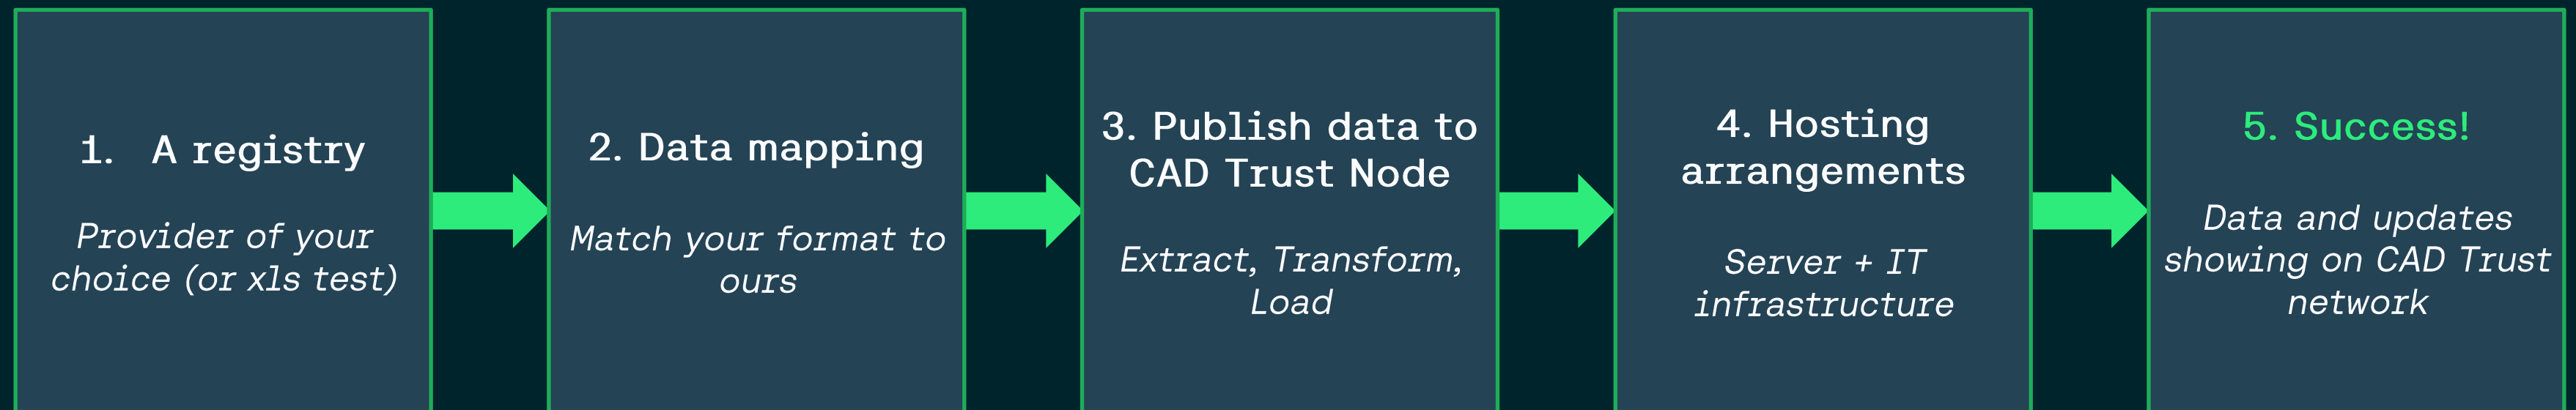 1. A registry
Provider of your
choice (or xls test)
2. Data mapping
Match your format to
ours
3. Publish data to
CAD Trust Node
Extract, Transform,
Load
4. Hosting
arrangements
Server + IT
infrastructure
5. Success!
Data and updates
showing on CAD Trust
network